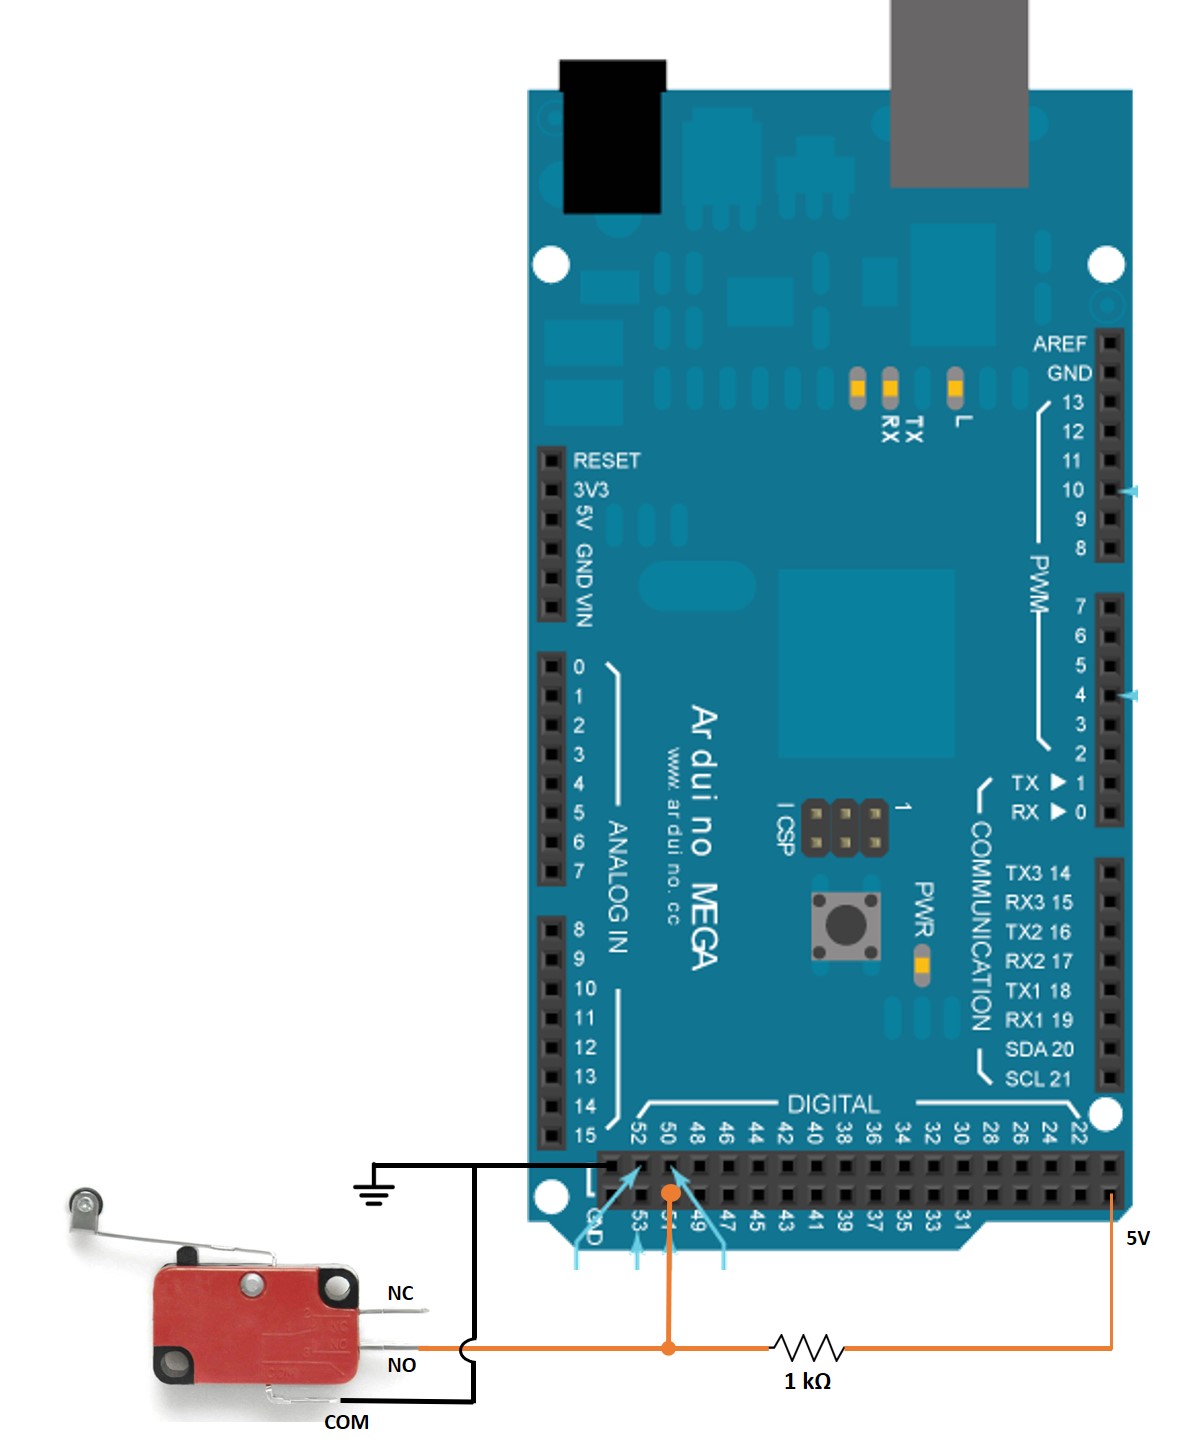 AREF
GND
13
12
11
10
9
8
PWM
7
6
5
4
3
2
TX ▶ 1
RX ▶ 0
TX
RX
L
RESET
3V3
5V
GND VIN
0
1
2
3
4
5
6
7
ANALOG IN
8
9
10
11
12
13
14
15
Arduino MEGA
www.arduino.cc
ICSP
1
PWR
COMMUNICATION
TX3 14
RX3 15
TX2 16
RX2 17
TX1 18
RX1 19
SDA 20
SCL 21
DIGITAL
52 50 48 46 44 42 40 38 36 34 32 30 28 26 24 22
GND 53 51 49 47 45 43 41 39 37 35 33 31
5V
NC
NO
1 kΩ
COM